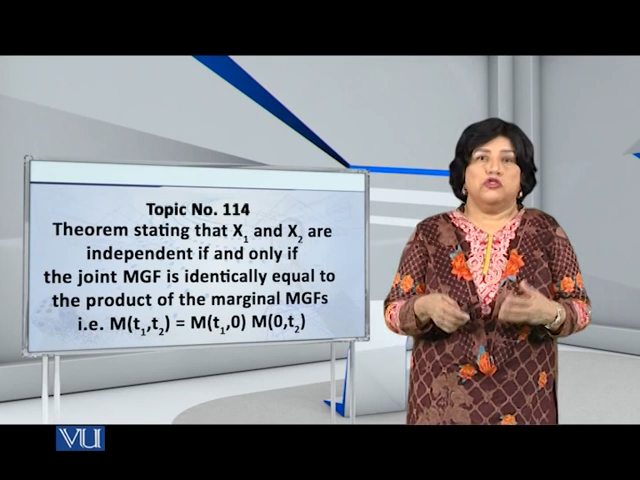 Topic No. 114
Theorem stating that X₁ and X₂ are
independent if and only if
the joint MGF is identically equal to
the product of the marginal MGFs
i.e. M(t₁,t₂) = M(t₁,0) M(0,t₂)
VU